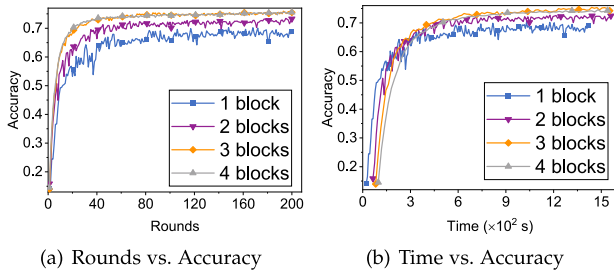 0.7
0.6
0.5
0.4
0.3
0.2
Accuracy
1 block
2 blocks
3 blocks
4 blocks
0 40 80 120 160 200
Rounds
(a) Rounds vs. Accuracy
0.7
0.6
0.5
0.4
0.3
0.2
Accuracy
1 block
2 blocks
3 blocks
4 blocks
0 3 6 9 12 15
Time (×10² s)
(b) Time vs. Accuracy